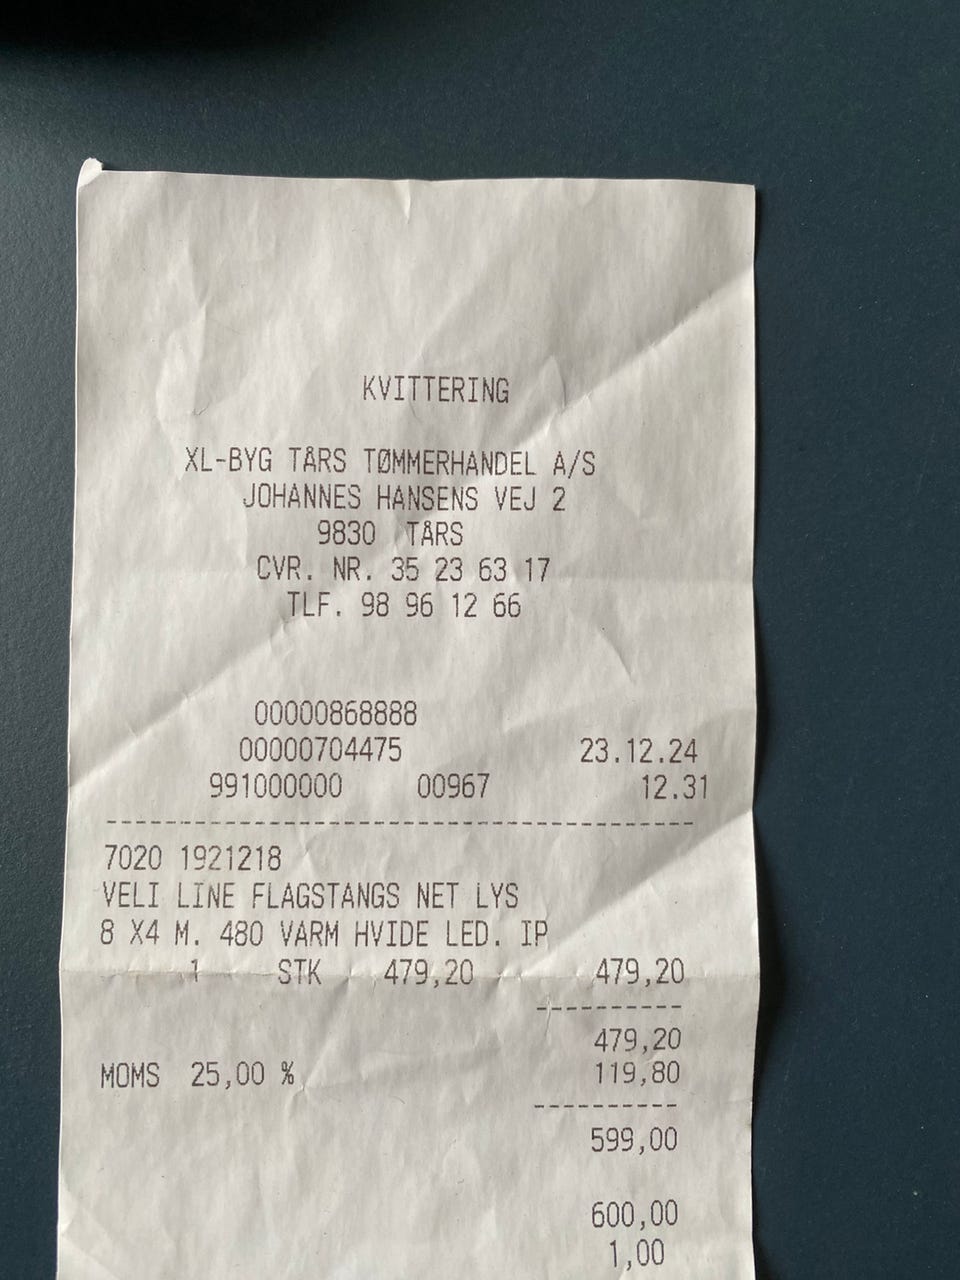 KVITTERING
XL-BYG TÅRS TØMMERHANDEL A/S
JOHANNES HANSENS VEJ 2
9830 TÅRS
CVR. NR. 35 23 63 17
TLF. 98 96 12 66
00000868888
00000704475 23.12.24
991000000 00967 12.31
7020 1921218
VELI LINE FLAGSTANGS NET LYS
8 X4 M. 480 VARM HVIDE LED. IP
1 STK 479,20 479,20
479,20
MOMS 25,00 % 119,80
599,00
600,00
1,00